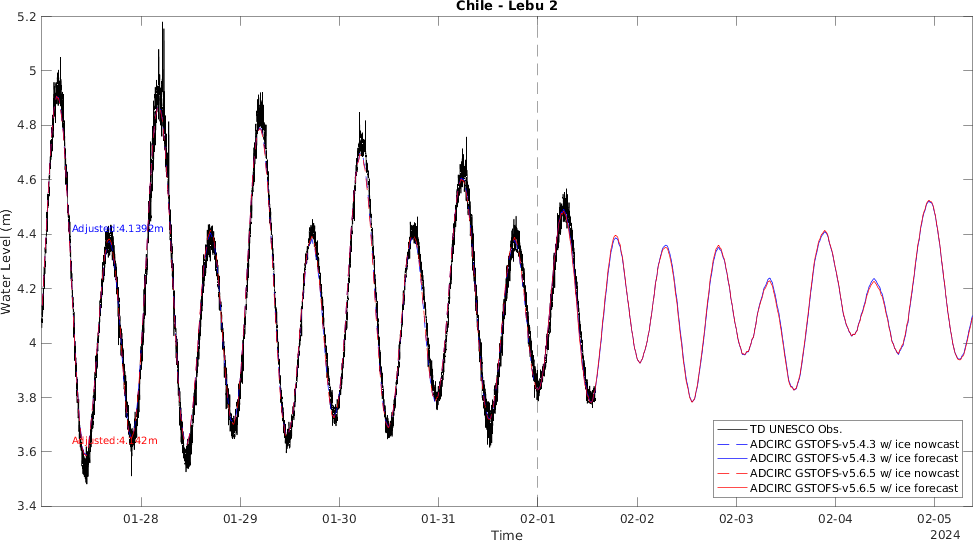 Chile - Lebu 2
5.2
5
4.8
4.6
4.4
4.2
4
3.8
3.6
3.4
Water Level (m)
Adjusted:4.1392m
TD UNESCO Obs.
ADCIRC GSTOFS-v5.4.3 w/ ice nowcast
ADCIRC GSTOFS-v5.4.3 w/ ice forecast
ADCIRC GSTOFS-v5.6.5 w/ ice nowcast
ADCIRC GSTOFS-v5.6.5 w/ ice forecast
01-28 01-29 01-30 01-31 02-01 02-02 02-03 02-04 02-05
Time
2024